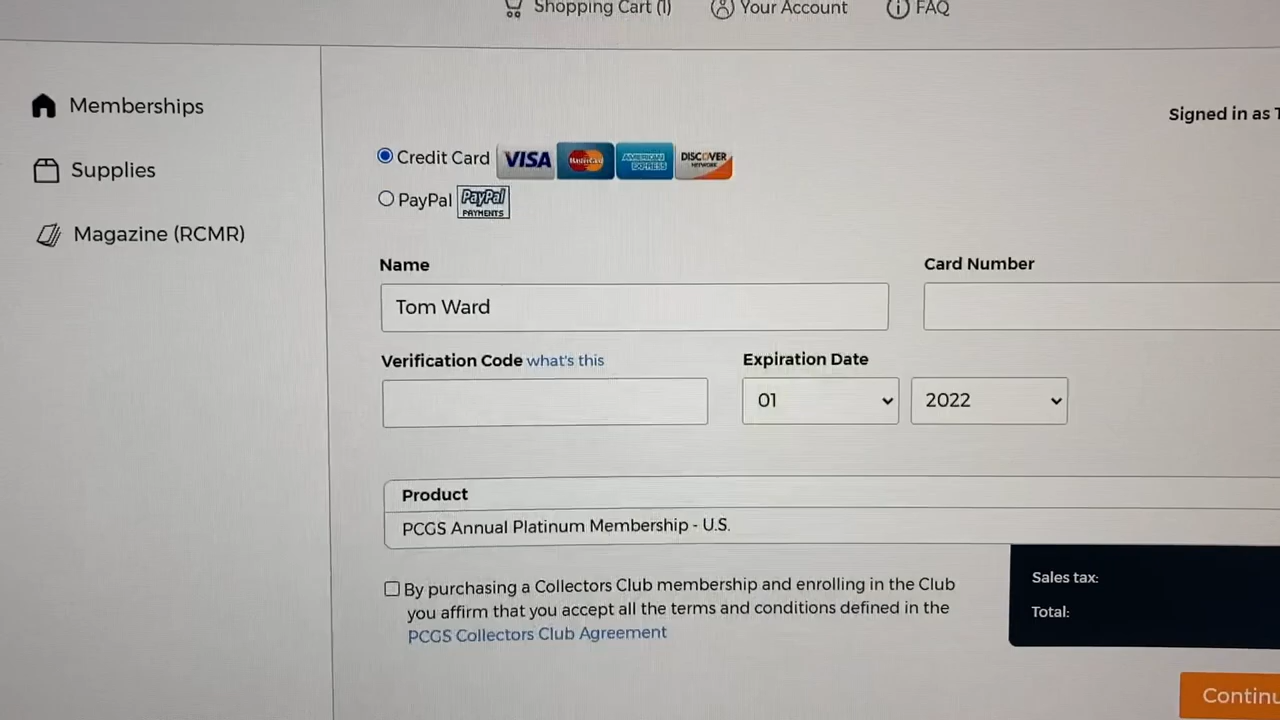 Shopping Cart (1) Your Account FAQ
Memberships
Supplies
Magazine (RCMR)
Signed in as
Credit Card VISA MasterCard AMERICAN EXPRESS DISCOVER NETWORK
PayPal PayPal PAYMENTS
Name
Card Number
Tom Ward
Verification Code what's this
Expiration Date
01
2022
Product
PCGS Annual Platinum Membership - U.S.
By purchasing a Collectors Club membership and enrolling in the Club
you affirm that you accept all the terms and conditions defined in the
PCGS Collectors Club Agreement
Sales tax:
Total: